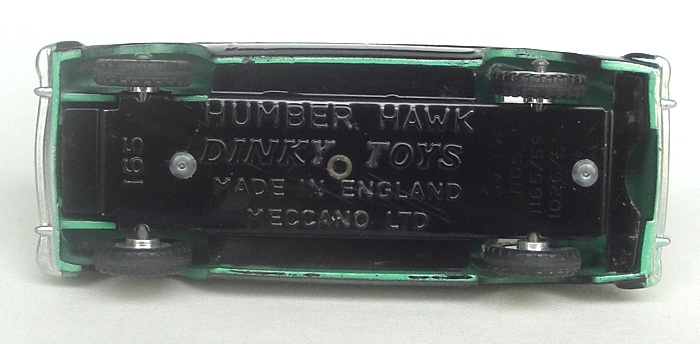 HUMBER HAWK
DINKY TOYS
MADE IN ENGLAND
MECCANO LTD
165